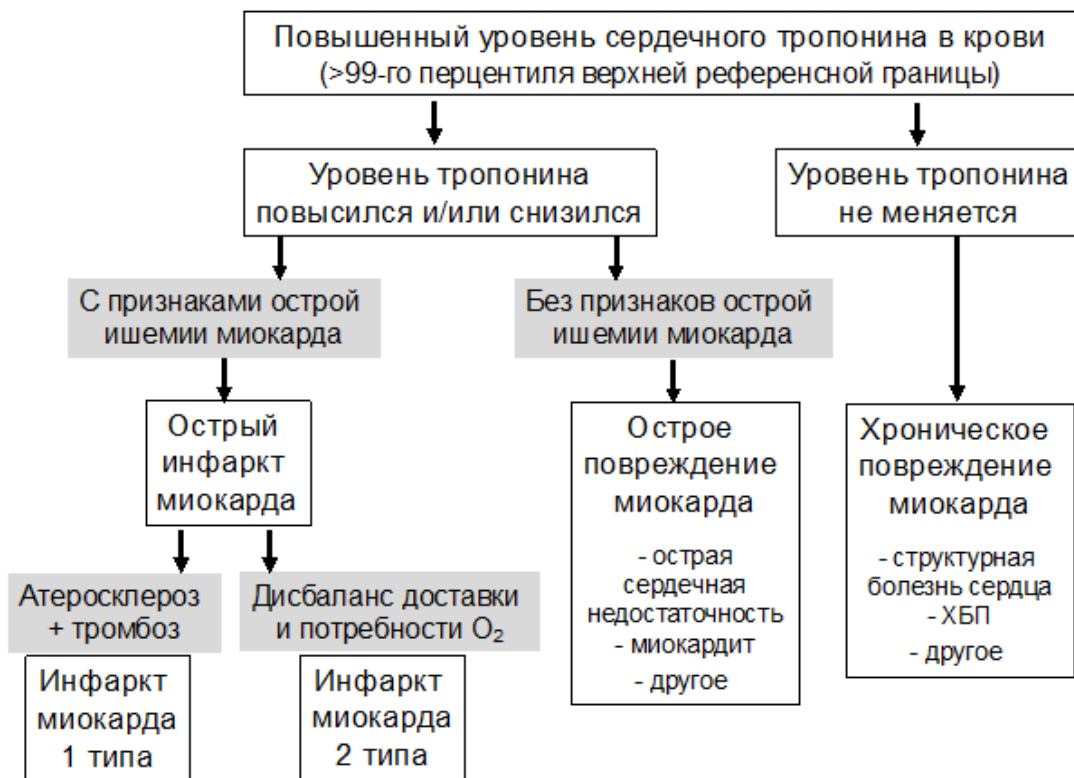 Повышенный уровень сердечного тропонина в крови
(>99-го перцентиля верхней референсной границы)
Уровень тропонина
повысился и/или снизился
Уровень тропонина
не меняется
С признаками острой
ишемии миокарда
Без признаков острой
ишемии миокарда
Острый
инфаркт
миокарда
Острое
повреждение
миокарда
- острая
сердечная
недостаточность
- миокардит
- другое
Хроническое
повреждение
миокарда
- структурная
болезнь сердца
- ХБП
- другое
Атеросклероз
+ тромбоз
Дисбаланс доставки
и потребности O₂
Инфаркт
миокарда
1 типа
Инфаркт
миокарда
2 типа